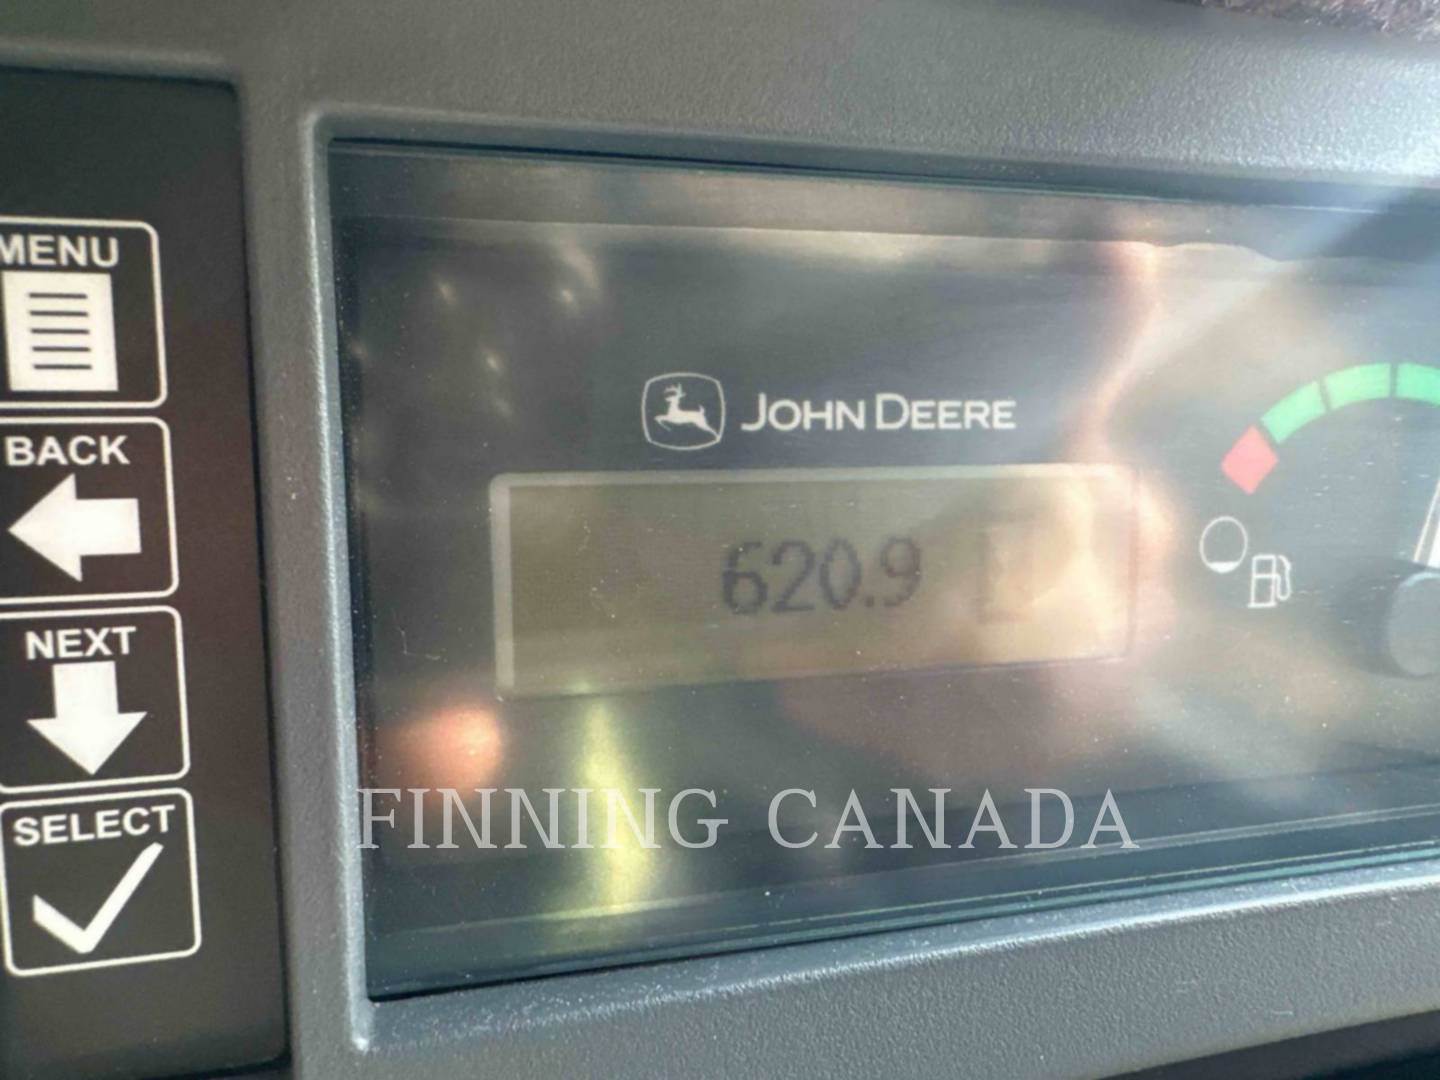 MENU
BACK
NEXT
SELECT
JOHN DEERE
620.9
FINNING CANADA